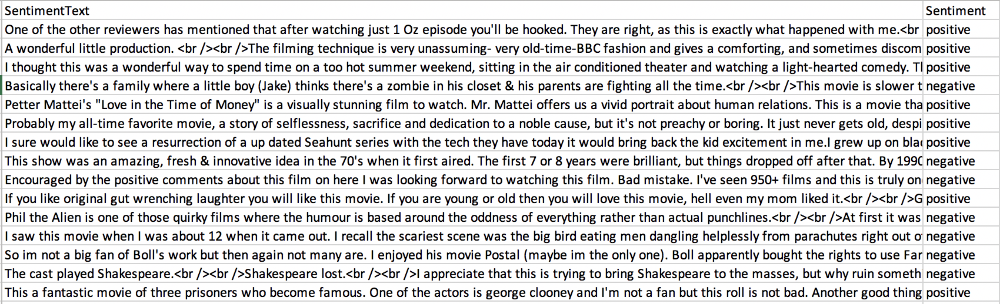 SentimentText Sentiment
One of the other reviewers has mentioned that after watching just 1 Oz episode you'll be hooked. They are right, as this is exactly what happened with me.<br positive
A wonderful little production. <br /><br />The filming technique is very unassuming- very old-time-BBC fashion and gives a comforting, and sometimes discom positive
I thought this was a wonderful way to spend time on a too hot summer weekend, sitting in the air conditioned theater and watching a light-hearted comedy. positive
Basically there's a family where a little boy (Jake) thinks there's a zombie in his closet & his parents are fighting all the time.<br /><br />This movie is slower t negative
Petter Mattei's "Love in the Time of Money" is a visually stunning film to watch. Mr. Mattei offers us a vivid portrait about human relations. This is a movie tha positive
Probably my all-time favorite movie, a story of selflessness, sacrifice and dedication to a noble cause, but it's not preachy or boring. It just never gets old, despi positive
I sure would like to see a resurrection of a up dated Seahunt series with the tech they have today it would bring back the kid excitement in me.I grew up on positive
This show was an amazing, fresh & innovative idea in the 70's when it first aired. The first 7 or 8 years were brilliant, but things dropped off after that. By 1990 negative
Encouraged by the positive comments about this film on here I was looking forward to watching this film. Bad mistake. I've seen 950+ films and this is truly negative
If you like original gut wrenching laughter you will like this movie. If you are young or old then you will love this movie, hell even my mom liked it.<br /><br />G positive
Phil the Alien is one of those quirky films where the humour is based around the oddness of everything rather than actual punchlines.<br /><br />At first it was negative
I saw this movie when I was about 12 when it came out. I recall the scariest scene was the big bird eating men dangling helplessly from parachutes right out negative
So im not a big fan of Boll's work but then again not many are. I enjoyed his movie Postal (maybe im the only one). Boll apparently bought the rights to use Far negative
The cast played Shakespeare.<br /><br />Shakespeare lost.<br /><br />I appreciate that this is trying to bring Shakespeare to the masses, but why ruin someth negative
This a fantastic movie of three prisoners who become famous. One of the actors is george clooney and I'm not a fan but this roll is not bad. Another good thing positive